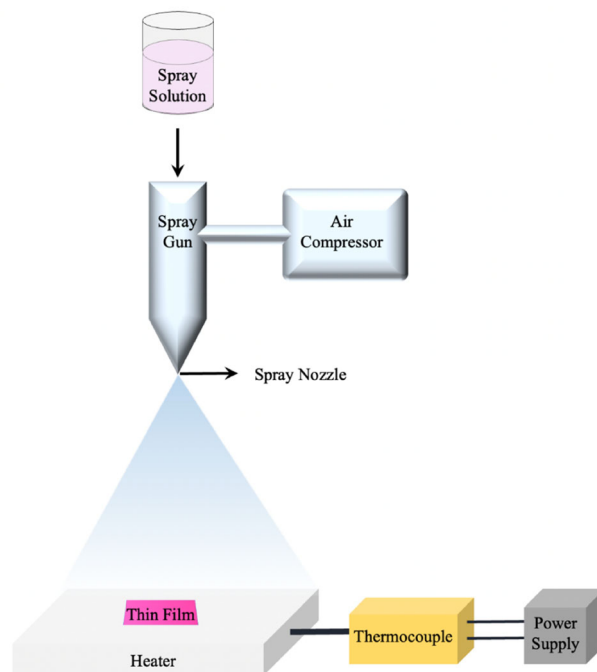 Spray
Solution
Spray
Gun
Air
Compressor
Spray Nozzle
Thin Film
Heater
Thermocouple
Power
Supply